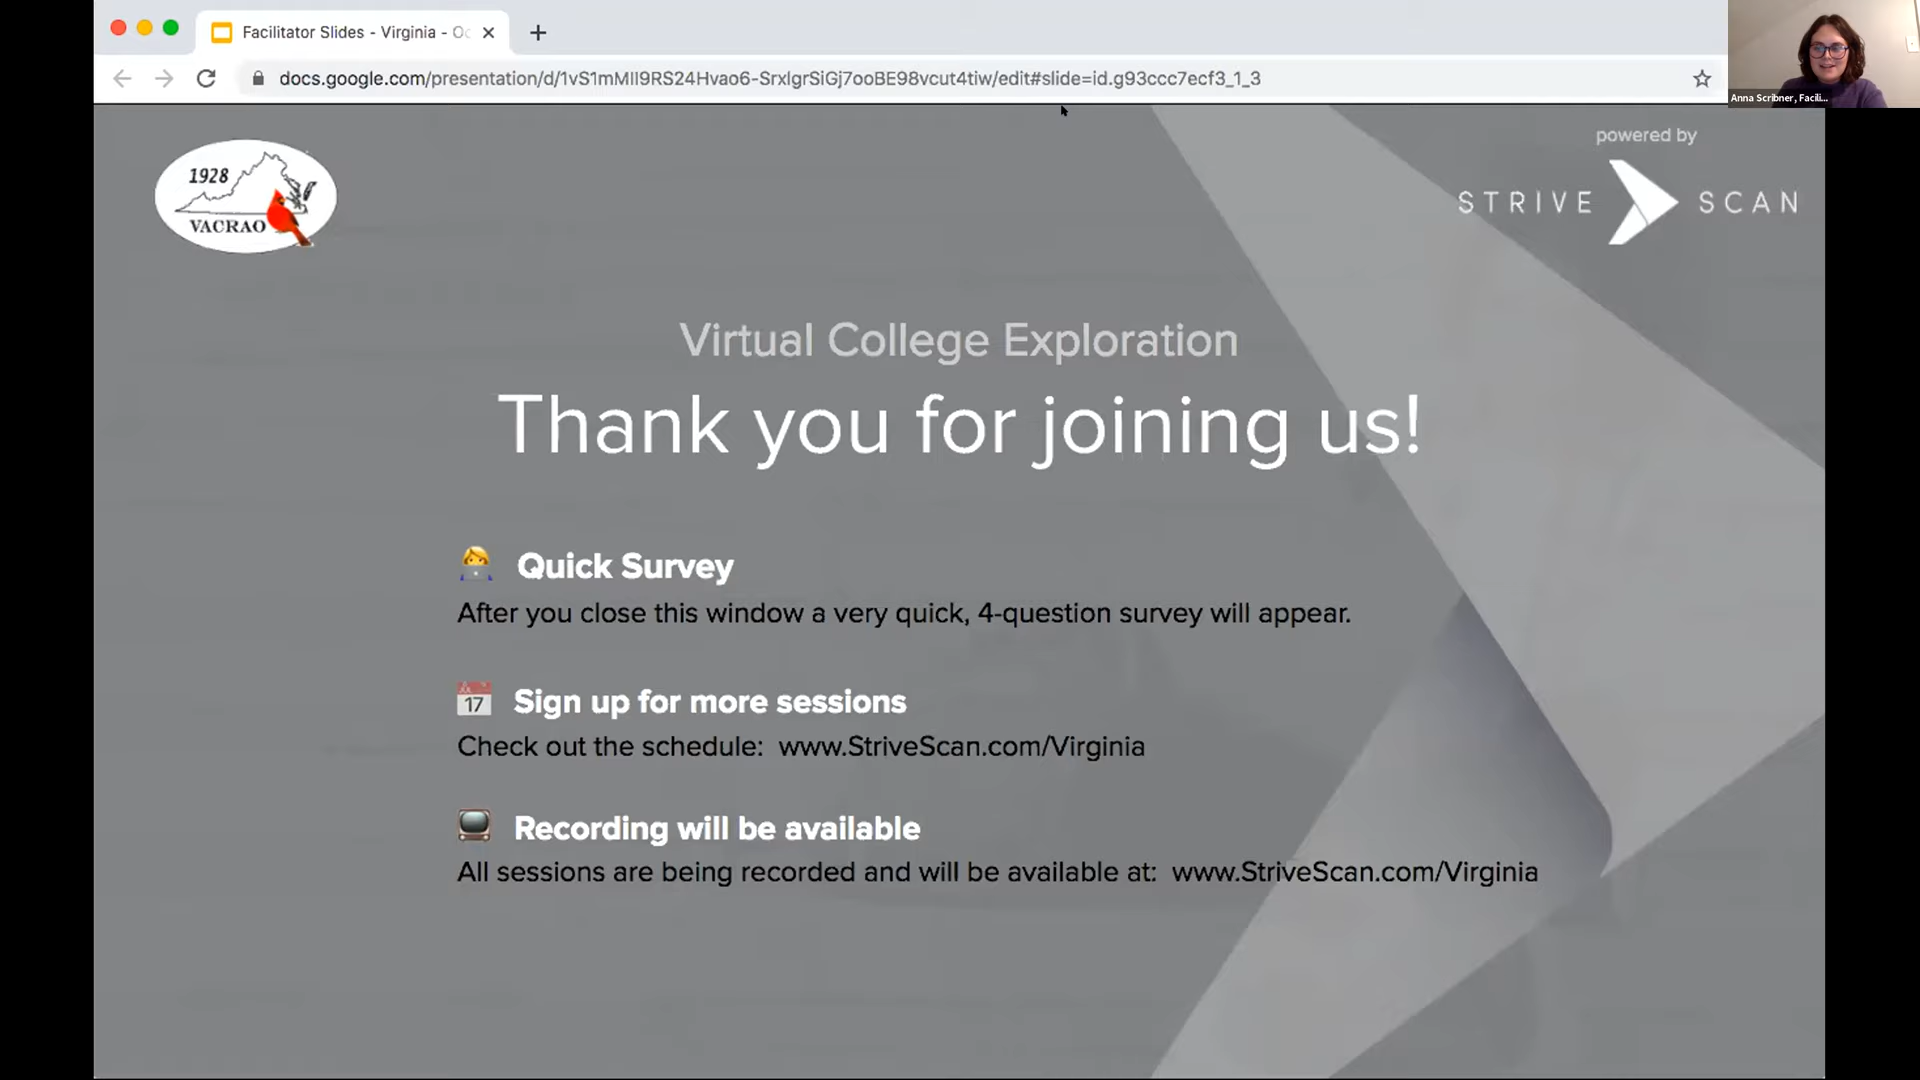 Facilitator Slides - Virginia - Oc
docs.google.com/presentation/d/1vS1mMII9RS24Hvao6-SrxlgrSiGj7ooBE98vcut4tiw/edit#slide=id.g93ccc7ecf3_1_3
Anna Scribner, Facili...
1928
VACRAO
powered by
STRIVE SCAN
Virtual College Exploration
Thank you for joining us!
Quick Survey
After you close this window a very quick, 4-question survey will appear.
JUL
17
Sign up for more sessions
Check out the schedule: www.StriveScan.com/Virginia
Recording will be available
All sessions are being recorded and will be available at: www.StriveScan.com/Virginia